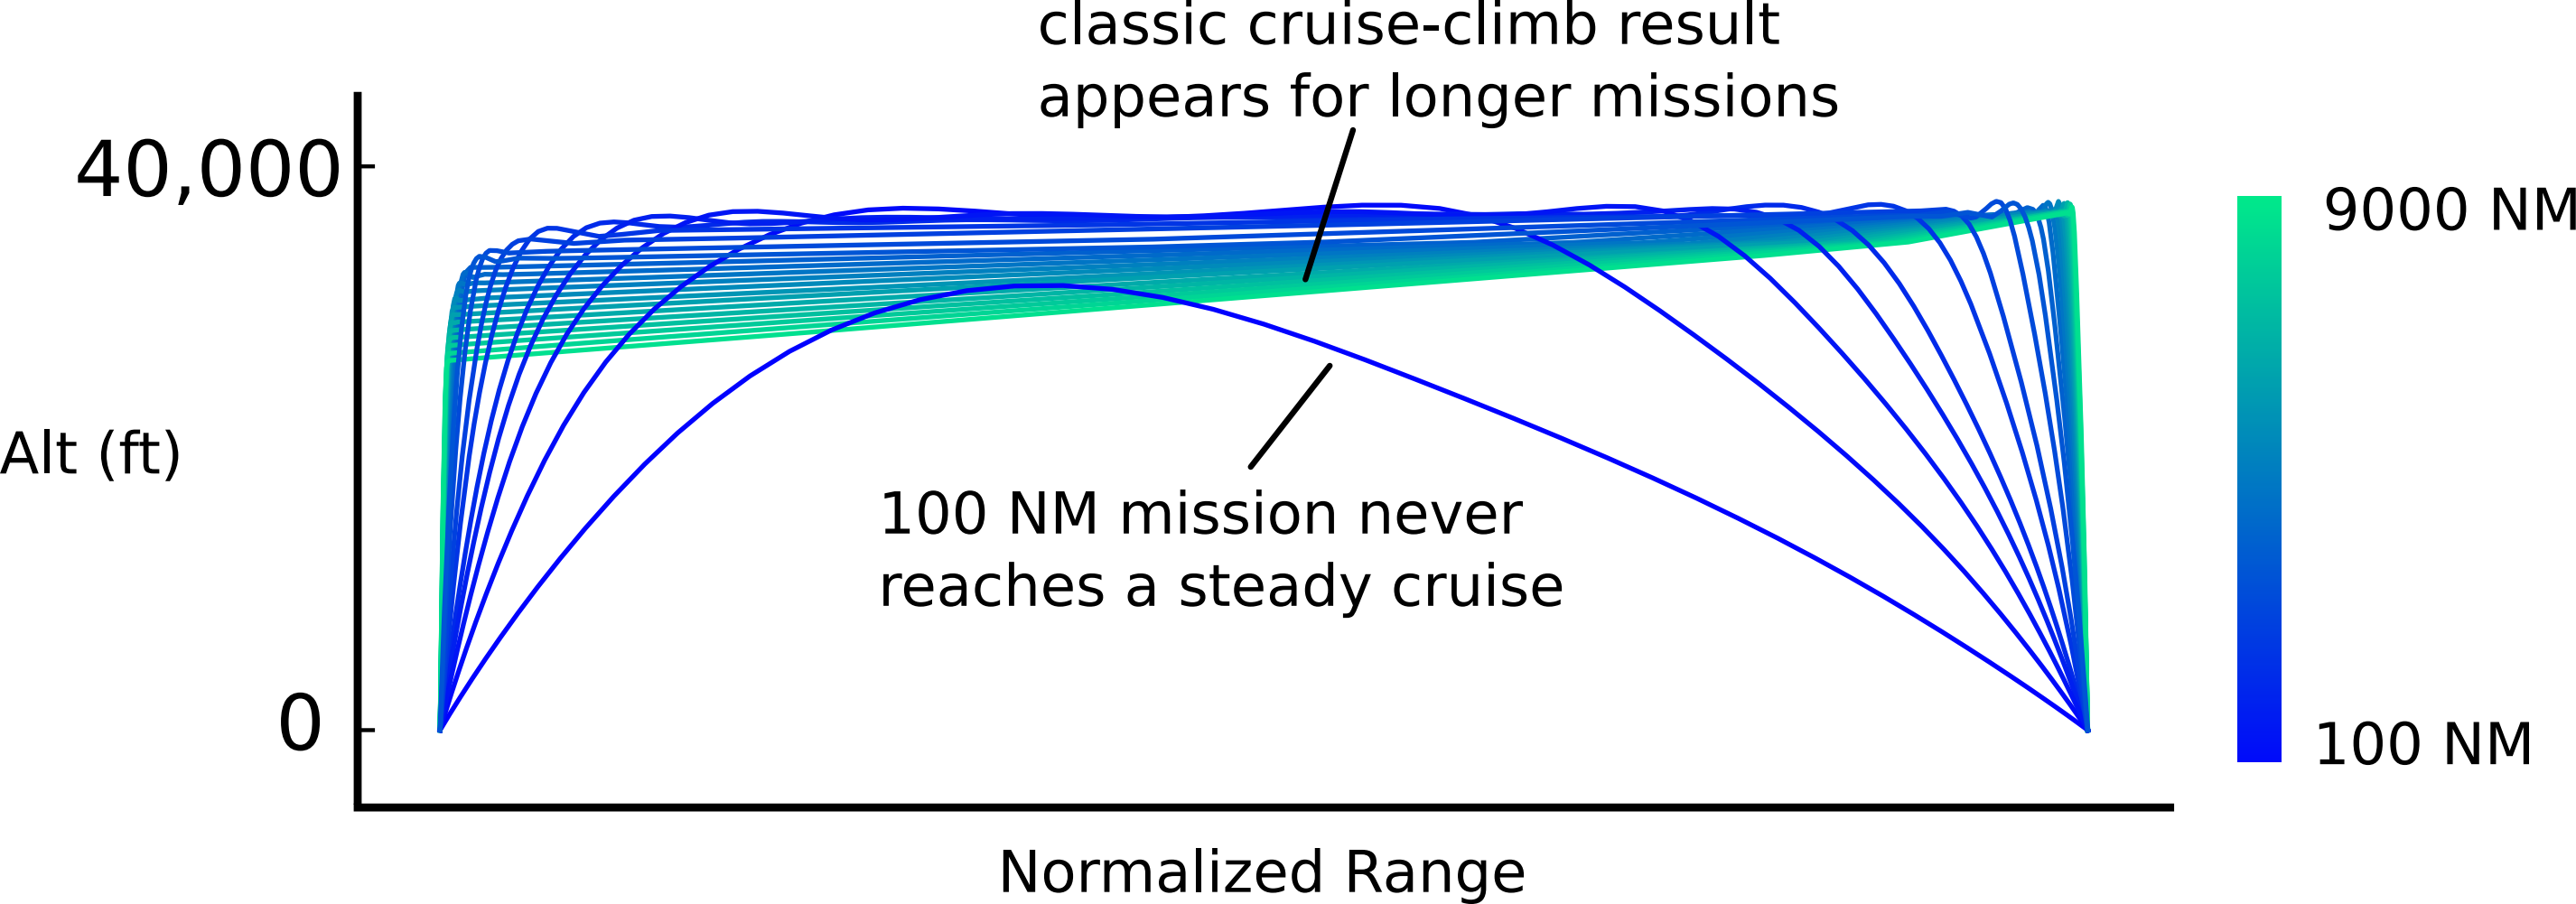 classic cruise-climb result
appears for longer missions
40,000
9000 NM
Alt (ft)
100 NM mission never
reaches a steady cruise
0
100 NM
Normalized Range